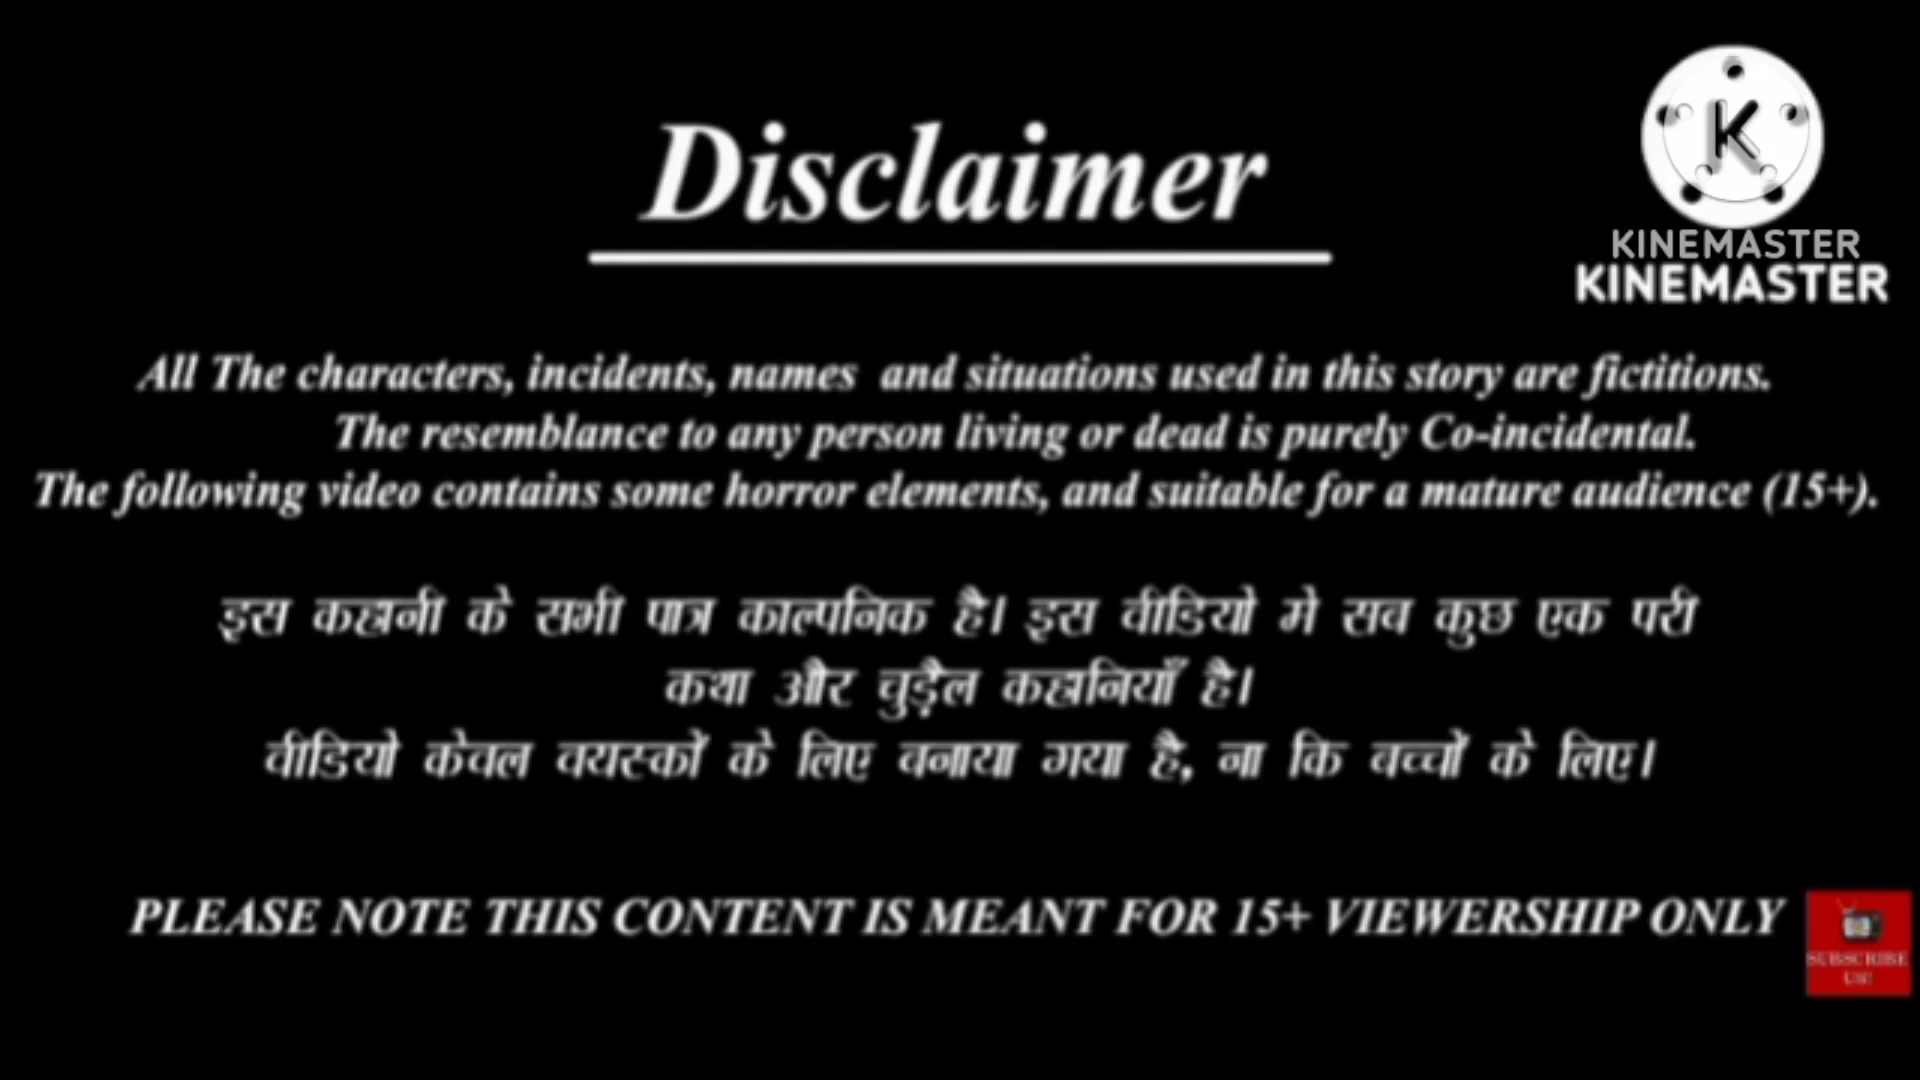 Disclaimer
KINEMASTER
KINEMASTER
All The characters, incidents, names and situations used in this story are fictitions.
The resemblance to any person living or dead is purely Co-incidental.
The following video contains some horror elements, and suitable for a mature audience (15+).
इस कहानी के सभी पात्र काल्पनिक है। इस वीडियो मे सब कुछ एक परी
कथा और चुड़ैल कहानियाँ है।
वीडियो केवल वयस्कों के लिए बनाया गया है, ना कि बच्चों के लिए।
PLEASE NOTE THIS CONTENT IS MEANT FOR 15+ VIEWERSHIP ONLY
SUBSCRIBE
US!